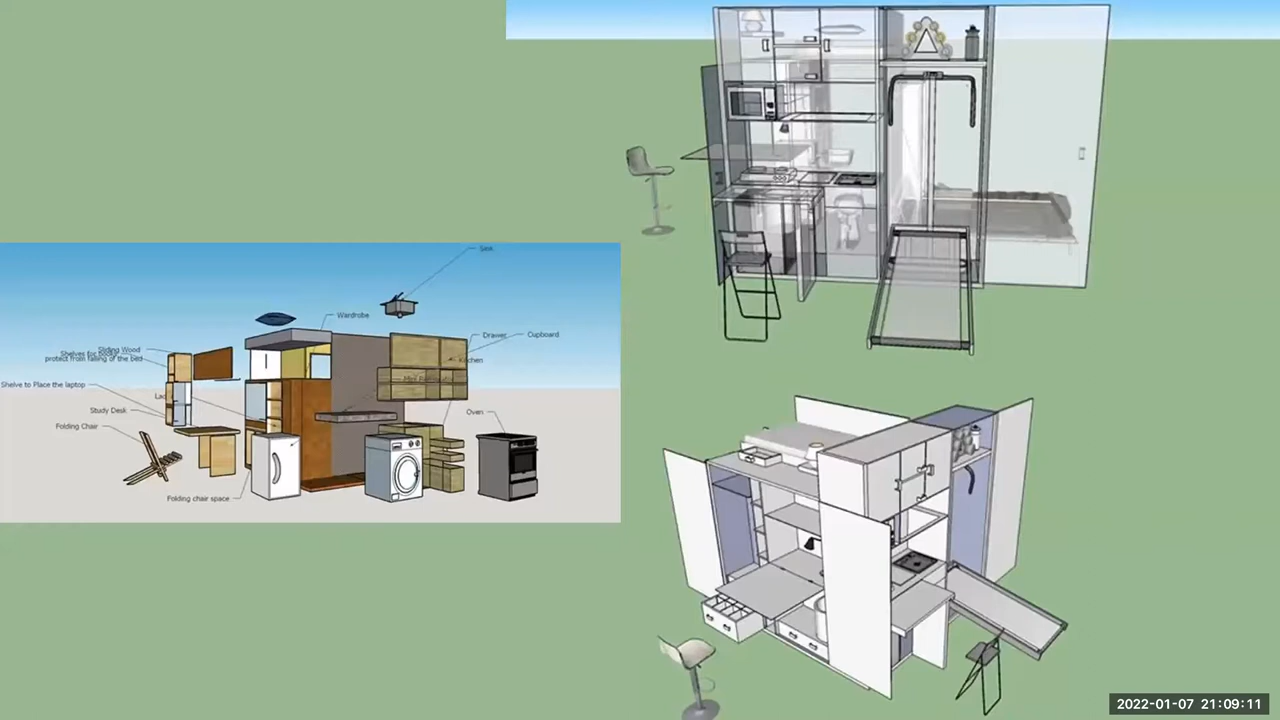 Sink
Wardrobe
Drawer
Cupboard
Kitchen
Sliding Wood
protect from falling of the bed
Shelve to Place the laptop
Study Desk
Oven
Folding Chair
Folding chair space
2022-01-07 21:09:11